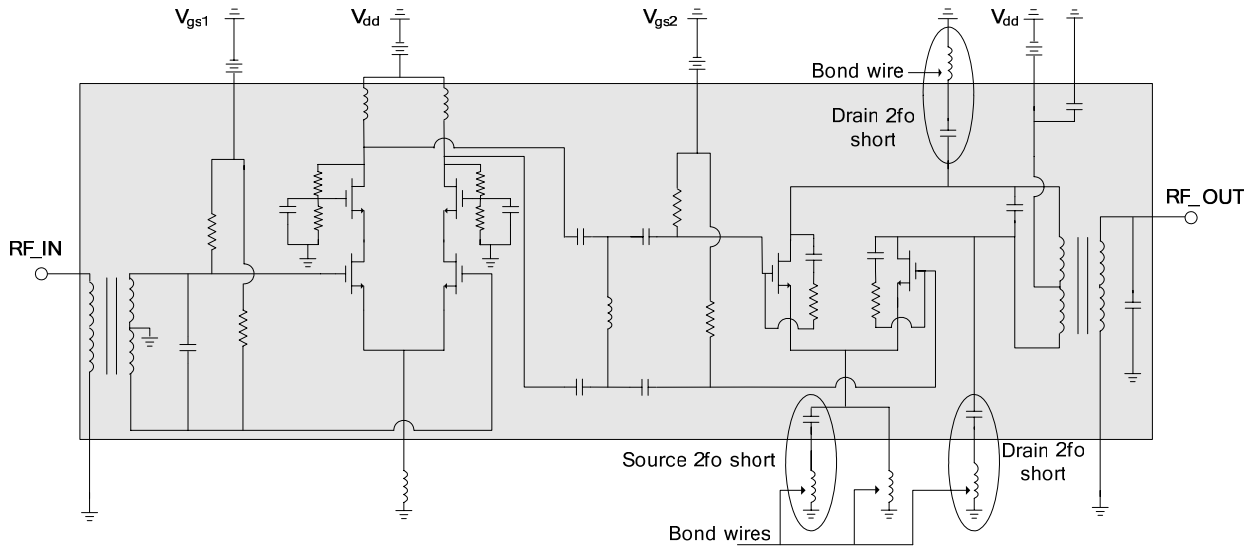 Vgs1
Vdd
Vgs2
Vdd
Bond wire
Drain 2fo
short
RF_OUT
RF_IN
Source 2fo short
Drain 2fo
short
Bond wires